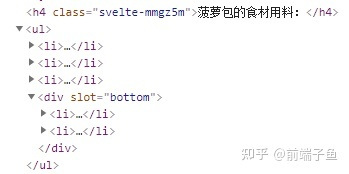 <h4 class="svelte-mmgz5m">菠萝包的食材用料：</h4>
▼<ul>
▶<li>…</li>
▶<li>…</li>
▶<li>…</li>
▼<div slot="bottom">
▶<li>…</li>
▶<li>…</li>
</div>
</ul>
知乎 @前端子鱼